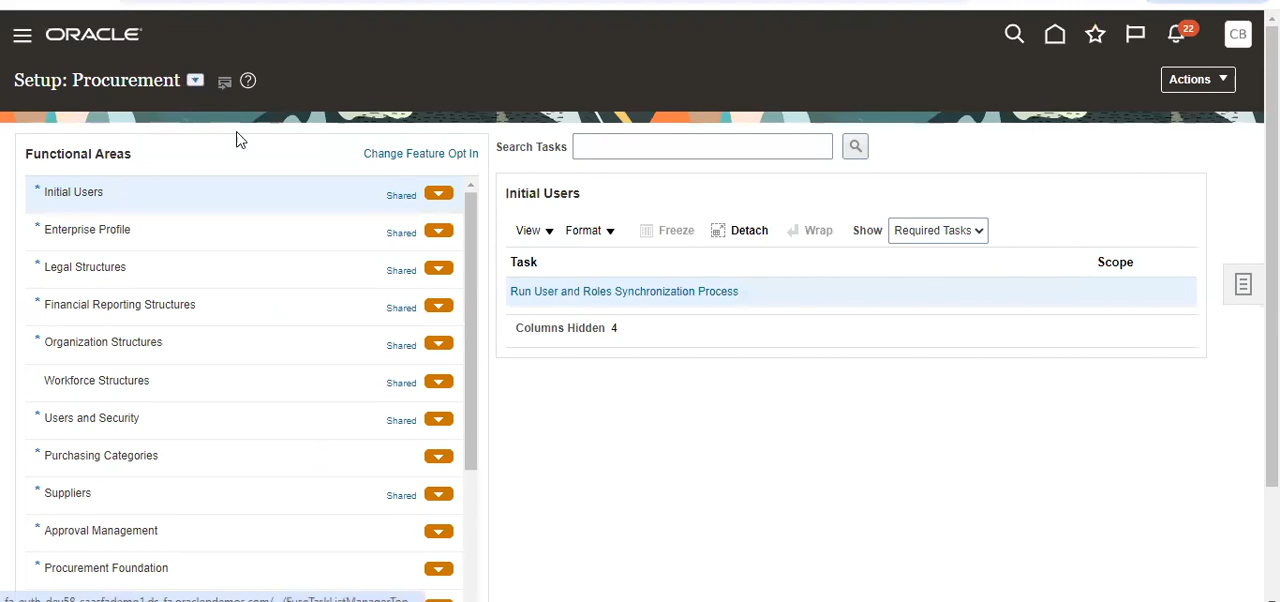 ORACLE
22
CB
Setup: Procurement
Actions
Functional Areas
Change Feature Opt In
* Initial Users Shared
* Enterprise Profile Shared
* Legal Structures Shared
* Financial Reporting Structures Shared
* Organization Structures Shared
Workforce Structures Shared
* Users and Security Shared
* Purchasing Categories
* Suppliers Shared
* Approval Management
* Procurement Foundation
Search Tasks
Initial Users
View Format Freeze Detach Wrap Show Required Tasks
Task Scope
Run User and Roles Synchronization Process
Columns Hidden 4